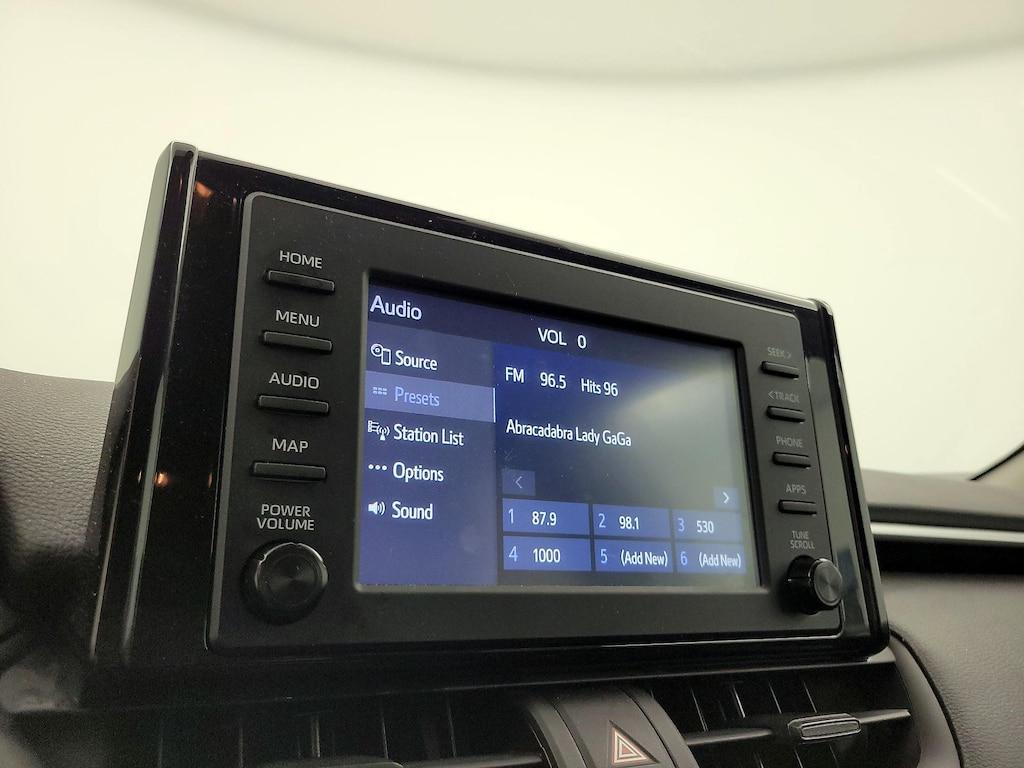 HOME
MENU
AUDIO
MAP
POWER
VOLUME
Audio
VOL 0
Source
Presets
Station List
Options
Sound
FM 96.5 Hits 96
Abracadabra Lady GaGa
<
>
1 87.9
2 98.1
3 530
4 1000
5 (Add New)
6 (Add New)
SEEK >
< TRACK
PHONE
APPS
TUNE
SCROLL